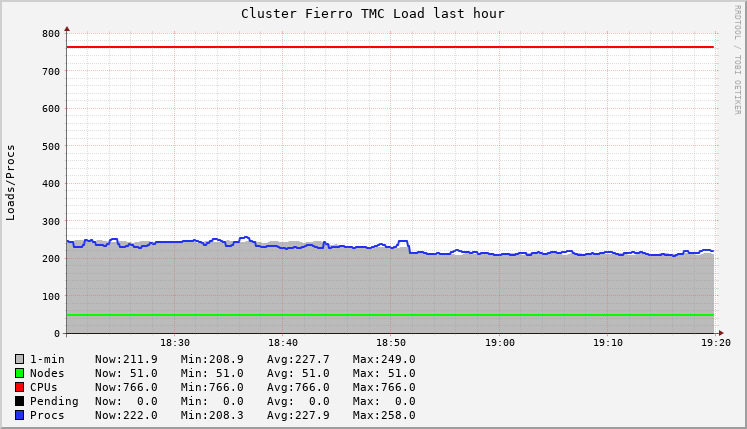 Cluster Fierro TMC Load last hour
RRDTOOL / TOBI OETIKER
Loads/Procs
800
700
600
500
400
300
200
100
0
18:30 18:40 18:50 19:00 19:10 19:20
1-min Now:211.9 Min:208.9 Avg:227.7 Max:249.0
Nodes Now: 51.0 Min: 51.0 Avg: 51.0 Max: 51.0
CPUs Now:766.0 Min:766.0 Avg:766.0 Max:766.0
Pending Now: 0.0 Min: 0.0 Avg: 0.0 Max: 0.0
Procs Now:222.0 Min:208.3 Avg:227.9 Max:258.0